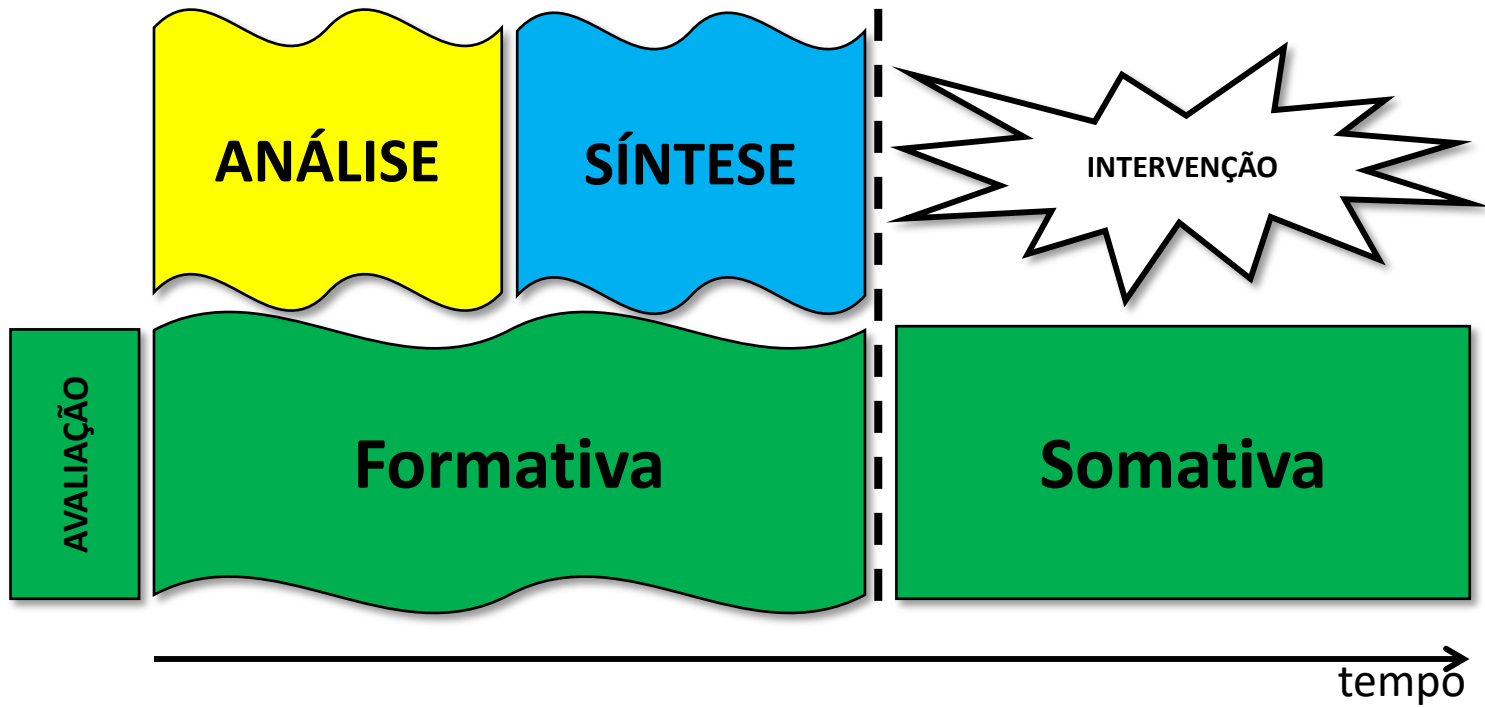 ANÁLISE
SÍNTESE
INTERVENÇÃO
AVALIAÇÃO
Formativa
Somativa
tempo